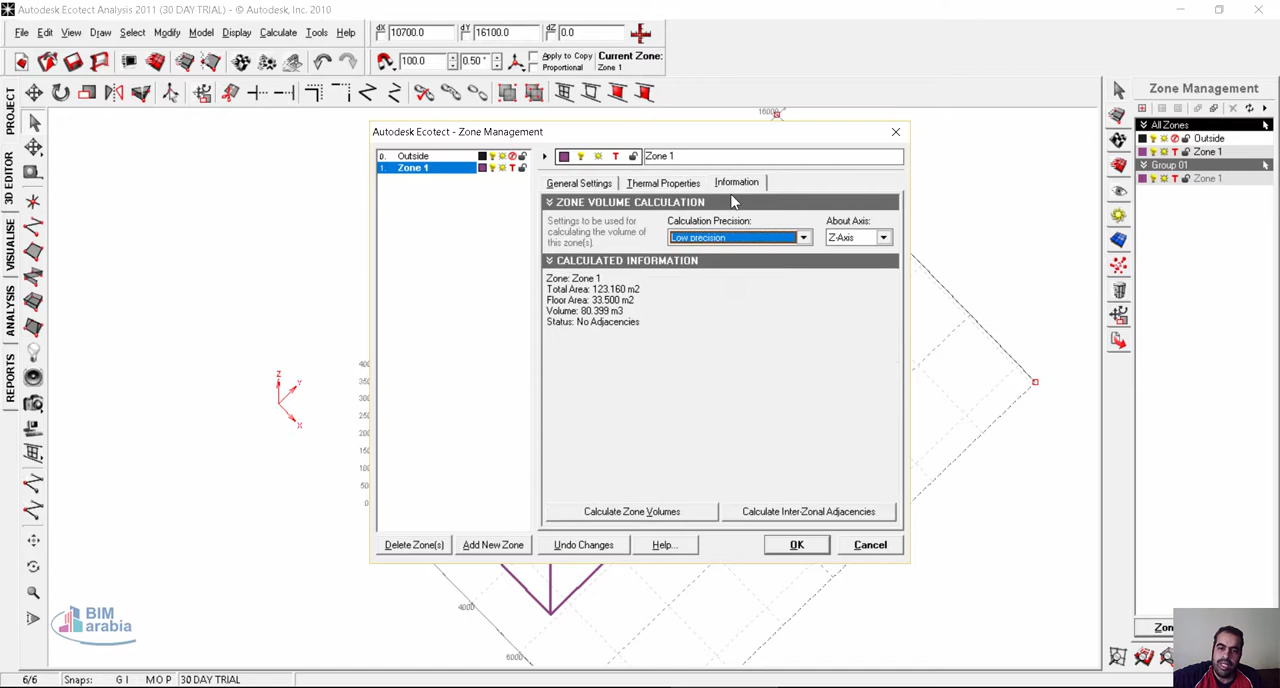 Autodesk Ecotect Analysis 2011 (30 DAY TRIAL) - © Autodesk, Inc. 2010
File Edit View Draw Select Modify Model Display Calculate Tools Help
dX 10700.0 dY 16100.0 dZ 0.0
100.0 0.50 ° Apply to Copy
Proportional
Current Zone:
Zone 1
PROJECT
3D EDITOR
VISUALISE
ANALYSIS
REPORTS
16000
Autodesk Ecotect - Zone Management
0. Outside
1. Zone 1
Zone 1
General Settings Thermal Properties Information
ZONE VOLUME CALCULATION
Settings to be used for
calculating the volume of
this zone(s).
Calculation Precision:
Low precision
About Axis:
Z-Axis
CALCULATED INFORMATION
Zone: Zone 1
Total Area: 123.160 m2
Floor Area: 33.500 m2
Volume: 80.399 m3
Status: No Adjacencies
Calculate Zone Volumes Calculate Inter-Zonal Adjacencies
Delete Zone(s) Add New Zone Undo Changes Help... OK Cancel
Zone Management
All Zones
Outside
Zone 1
Group 01
Zone 1
Z
Y
X
4000
6000
BIM
arabia
Zon
6/6 Snaps: G I M O P 30 DAY TRIAL